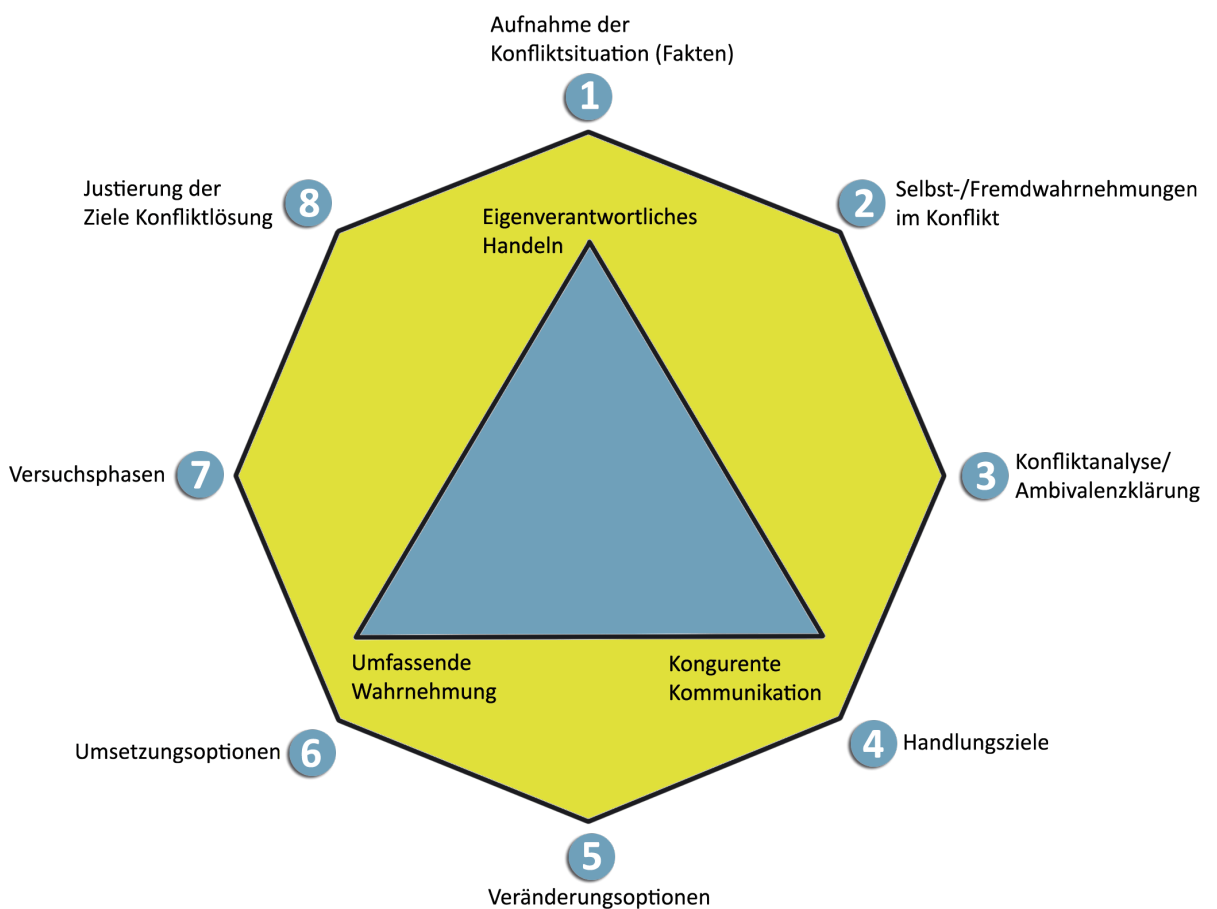 Aufnahme der
Konfliktsituation (Fakten)
1
Justierung der
Ziele Konfliktlösung
8
2
Selbst-/Fremdwahrnehmungen
im Konflikt
Eigenverantwortliches
Handeln
Versuchsphasen
7
3
Konfliktanalyse/
Ambivalenzklärung
Umfassende
Wahrnehmung
Kongurente
Kommunikation
Umsetzungsoptionen
6
4
Handlungsziele
5
Veränderungsoptionen